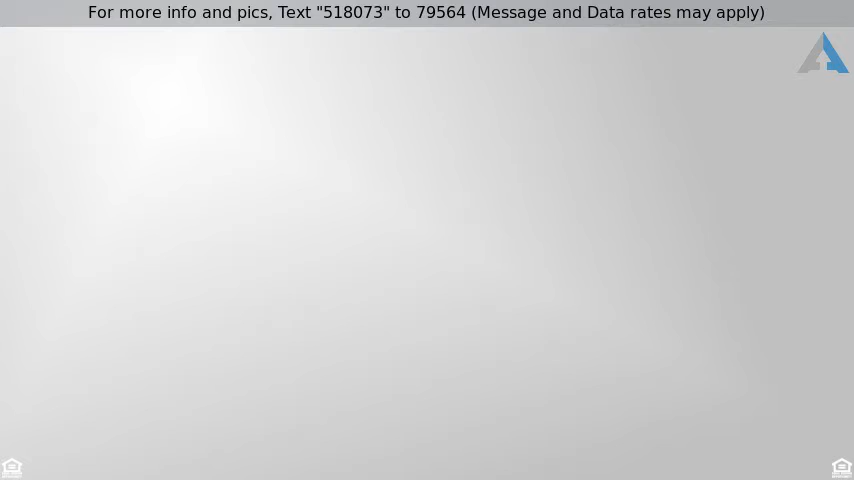 For more info and pics, Text "518073" to 79564 (Message and Data rates may apply)